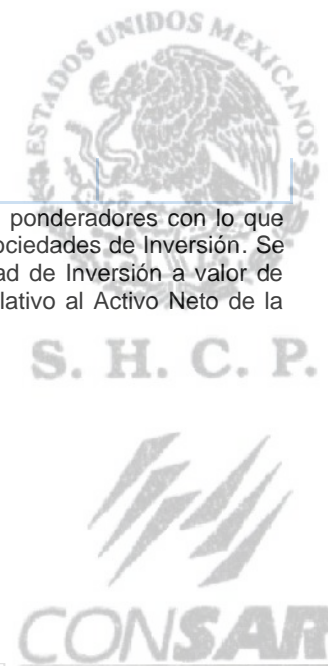 ESTADOS UNIDOS MEXICANOS
ponderadores con lo que
ociedades de Inversión. Se
ad de Inversión a valor de
lativo al Activo Neto de la
S. H. C. P.
CONSAR